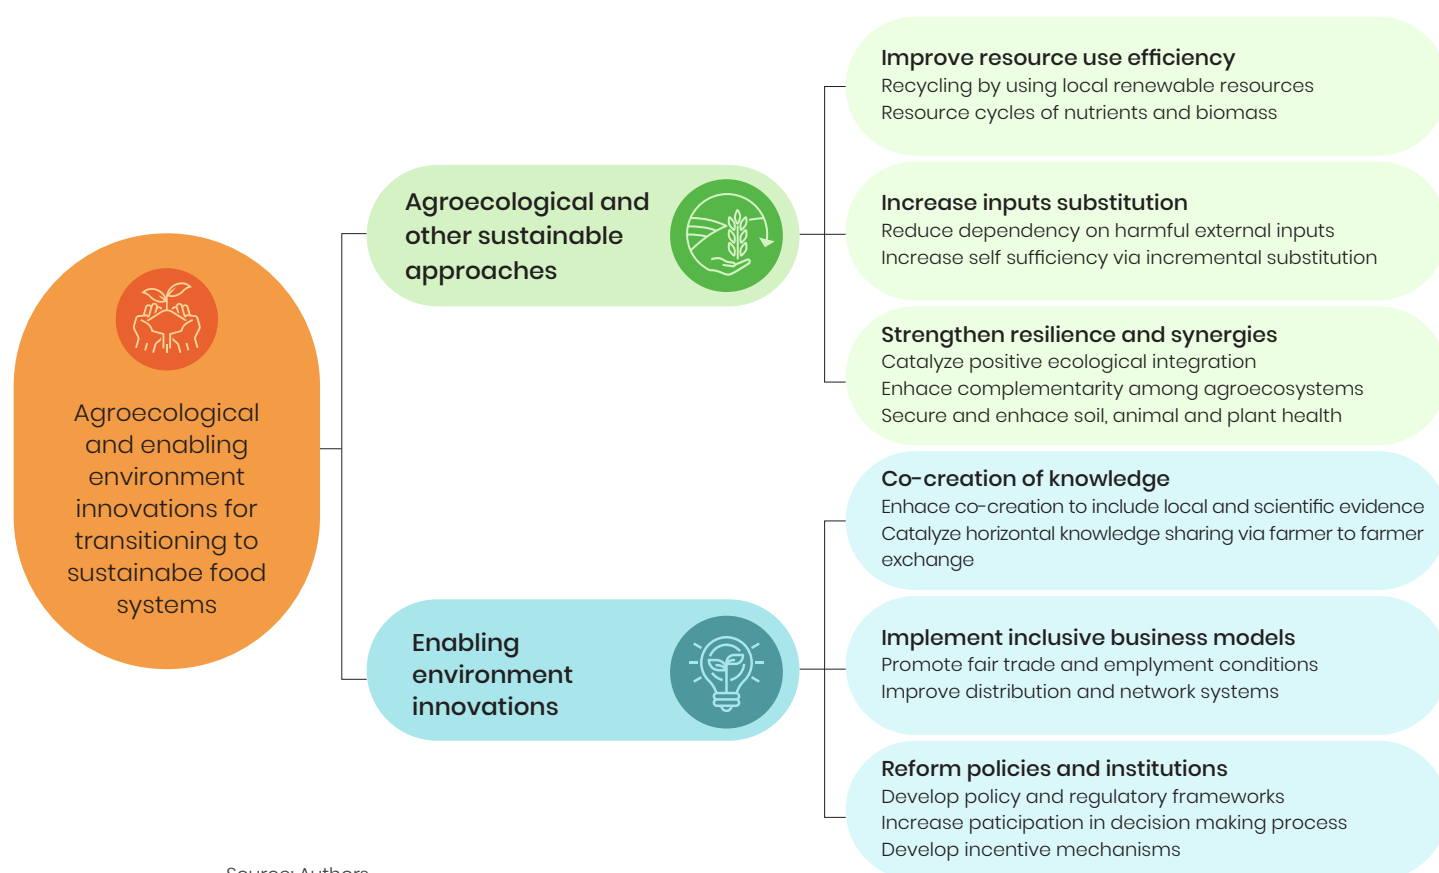 Agroecological
and enabling
environment
innovations for
transitioning to
sustainabe food
systems
Agroecological and
other sustainable
approaches
Improve resource use efficiency
Recycling by using local renewable resources
Resource cycles of nutrients and biomass
Increase inputs substitution
Reduce dependency on harmful external inputs
Increase self sufficiency via incremental substitution
Strengthen resilience and synergies
Catalyze positive ecological integration
Enhace complementarity among agroecosystems
Secure and enhace soil, animal and plant health
Enabling
environment
innovations
Co-creation of knowledge
Enhace co-creation to include local and scientific evidence
Catalyze horizontal knowledge sharing via farmer to farmer
exchange
Implement inclusive business models
Promote fair trade and emplyment conditions
Improve distribution and network systems
Reform policies and institutions
Develop policy and regulatory frameworks
Increase paticipation in decision making process
Develop incentive mechanisms
Source: Authors